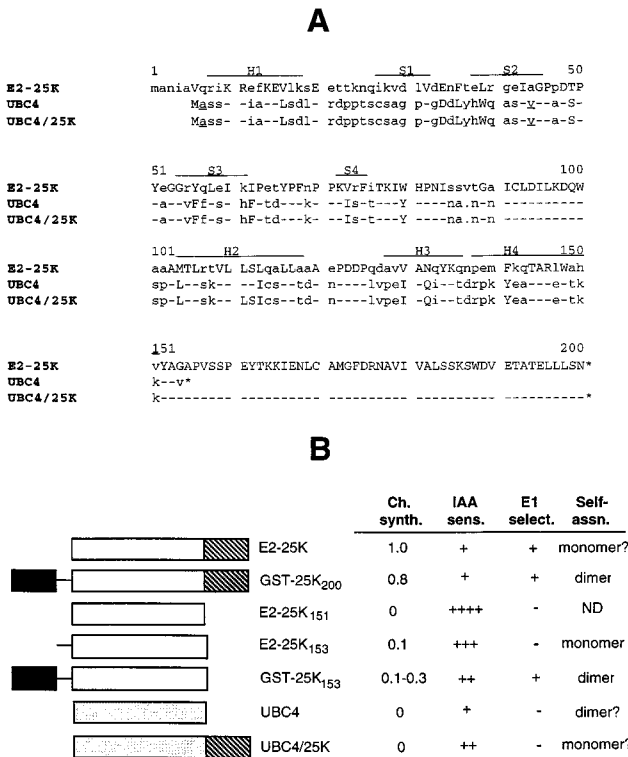 A
1 H1 S1 S2 50
E2-25K maniaVqriK REfKEVlksE ettknqikvd lVdENFteLr geIaGPpDTP
UBC4 Mass- -ia--Lsdl- rdpptscsag p-gDdLyhWq as-v--a-S-
UBC4/25K Mass- -ia--Lsdl- rdpptscsag p-gDdLyhWq as-v--a-S-
51 S3 S4 100
E2-25K YeGGrYqLeI kIPetYPFnP PKVrFiTKIW HPNIssvtGa ICLDILKDQW
UBC4 -a--vFf-s- hF-td---k-- --Is-t---Y ---na.n-n ----------
UBC4/25K -a--vFf-s- hF-td---k-- --Is-t---Y ---na.n-n ----------
101 H2 H3 H4 150
E2-25K aaAMTLrtVL LSLQaLLaaA ePDDPqdavV ANqYKqnpem FkqTARlWah
UBC4 sp-L--sk-- --Ics--td- n----lvpeI -Qi--tdrpk Yea---e-tk
UBC4/25K sp-L--sk-- LSICs--td- n----lvpeI -Qi--tdrpk Yea---e-tk
151 200
E2-25K vYAGAPVSSP EYTKKIENLC AMGFDRNAVI VALSSKSWDV ETATELLLSN*
UBC4 k--v*
UBC4/25K k--------- ---------- ---------- ---------- ----------*
B
Ch. synth. IAA sens. E1 select. Self-assn.
E2-25K 1.0 + + monomer?
GST-25K200 0.8 + + dimer
E2-25K151 0 ++++ - ND
E2-25K153 0.1 +++ - monomer
GST-25K153 0.1-0.3 ++ + dimer
UBC4 0 + - dimer?
UBC4/25K 0 ++ - monomer?